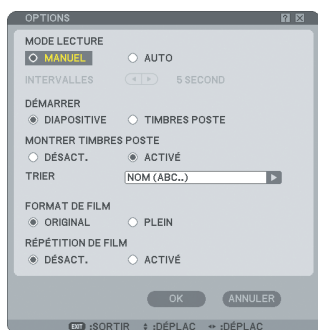 OPTIONS
MODE LECTURE
MANUEL AUTO
INTERVALLES 5 SECOND
DÉMARRER
DIAPOSITIVE TIMBRES POSTE
MONTRER TIMBRES POSTE
DÉSACT. ACTIVÉ
TRIER NOM (ABC..)
FORMAT DE FILM
ORIGINAL PLEIN
RÉPÉTITION DE FILM
DÉSACT. ACTIVÉ
OK ANNULER
EXIT :SORTIR :DÉPLAC :DÉPLAC